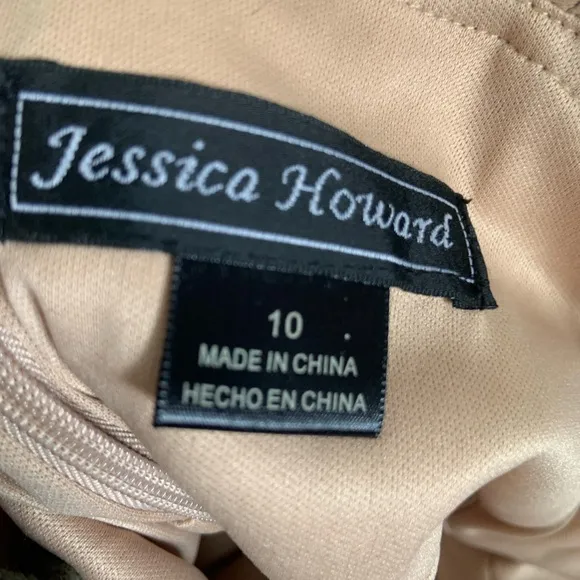 Jessica Howard
10
MADE IN CHINA
HECHO EN CHINA